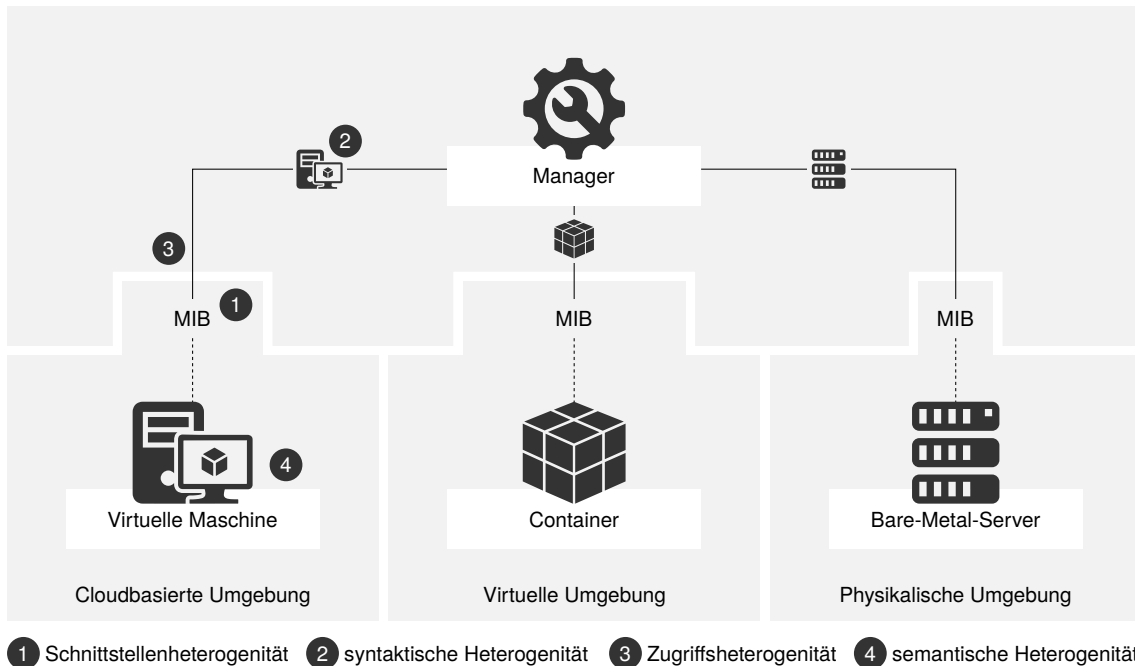 2
Manager
3
1
MIB
MIB
MIB
4
Virtuelle Maschine
Container
Bare-Metal-Server
Cloudbasierte Umgebung
Virtuelle Umgebung
Physikalische Umgebung
1 Schnittstellenheterogenität 2 syntaktische Heterogenität 3 Zugriffsheterogenität 4 semantische Heterogenität